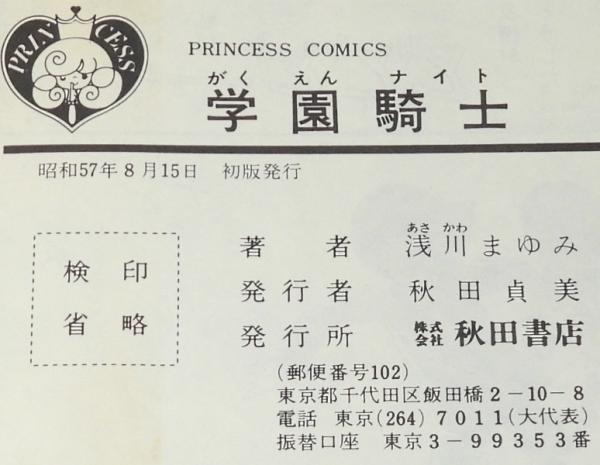 PRINCESS
PRINCESS COMICS
がくえんナイト
学園騎士
昭和57年8月15日 初版発行
検印
省略
あさかわ
著者 浅川まゆみ
発行者 秋田貞美
発行所 株式会社 秋田書店
(郵便番号102)
東京都千代田区飯田橋2-10-8
電話 東京(264)7011(大代表)
振替口座 東京3-99353番